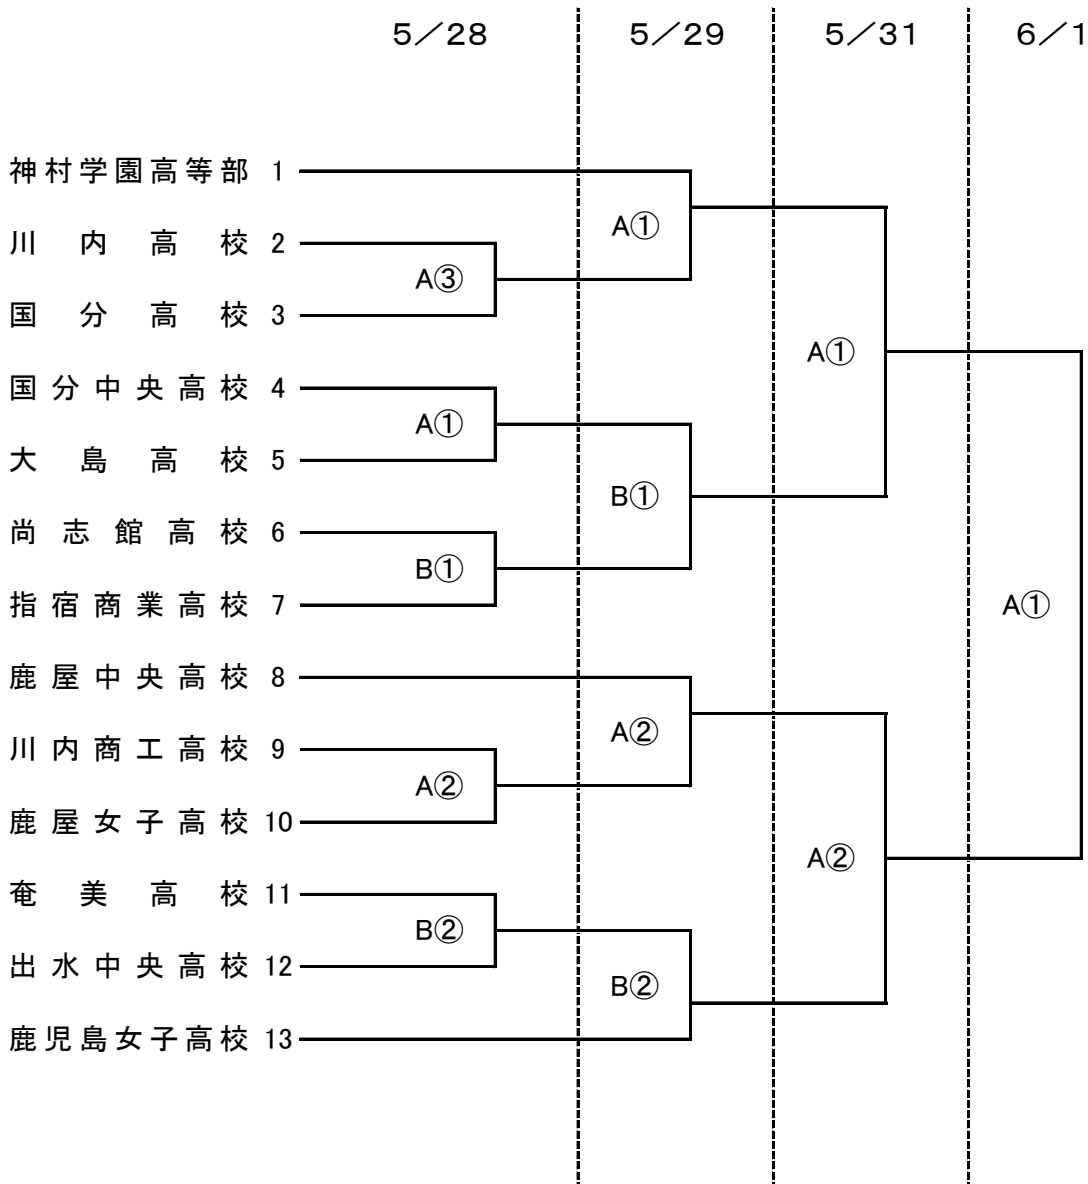 5／28 5／29 5／31 6／1
神村学園高等部 1
A①
川内高校 2
A③
国分高校 3
A①
国分中央高校 4
A①
大島高校 5
B①
尚志館高校 6
B①
指宿商業高校 7
A①
鹿屋中央高校 8
A②
川内商工高校 9
A②
鹿屋女子高校 10
A②
奄美高校 11
B②
出水中央高校 12
B②
鹿児島女子高校 13